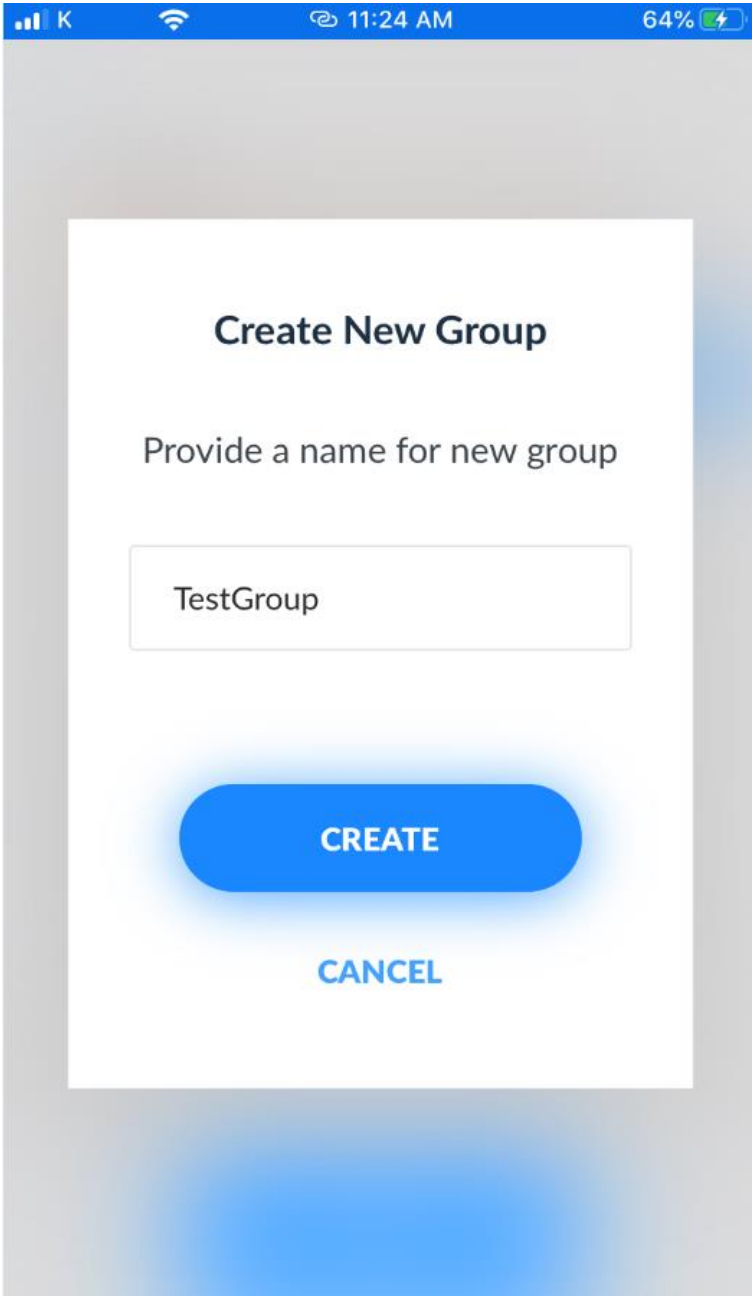 K 11:24 AM 64%
Create New Group
Provide a name for new group
TestGroup
CREATE
CANCEL